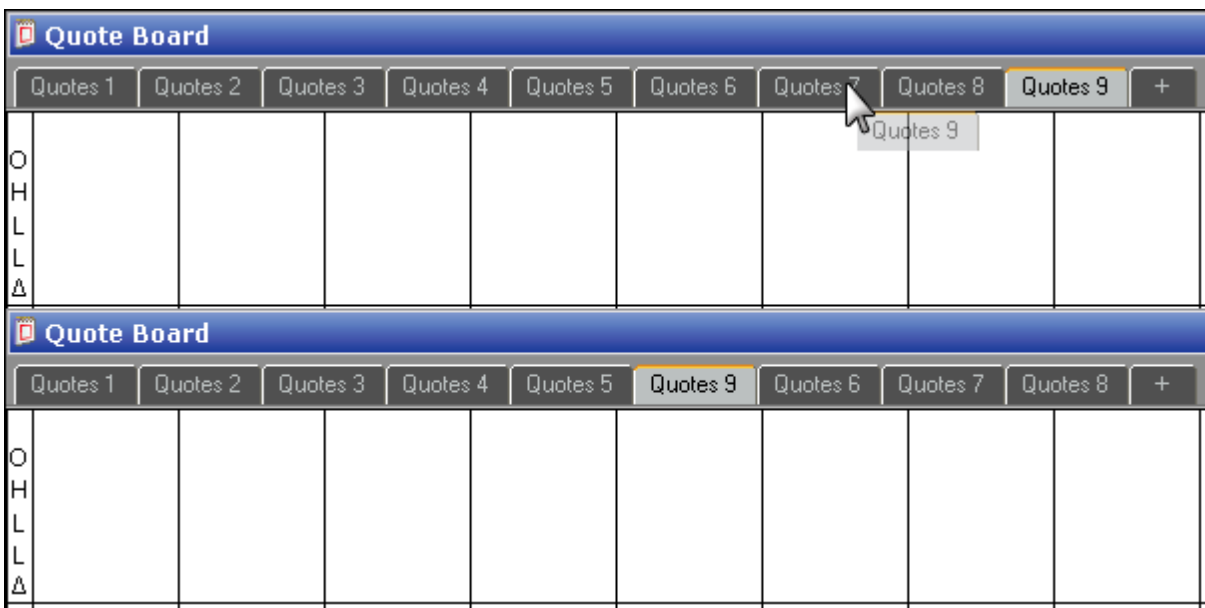 Quote Board
Quotes 1 Quotes 2 Quotes 3 Quotes 4 Quotes 5 Quotes 6 Quotes 7 Quotes 8 Quotes 9 +
Quotes 9
O
H
L
L
Δ
Quote Board
Quotes 1 Quotes 2 Quotes 3 Quotes 4 Quotes 5 Quotes 9 Quotes 6 Quotes 7 Quotes 8 +
O
H
L
L
Δ